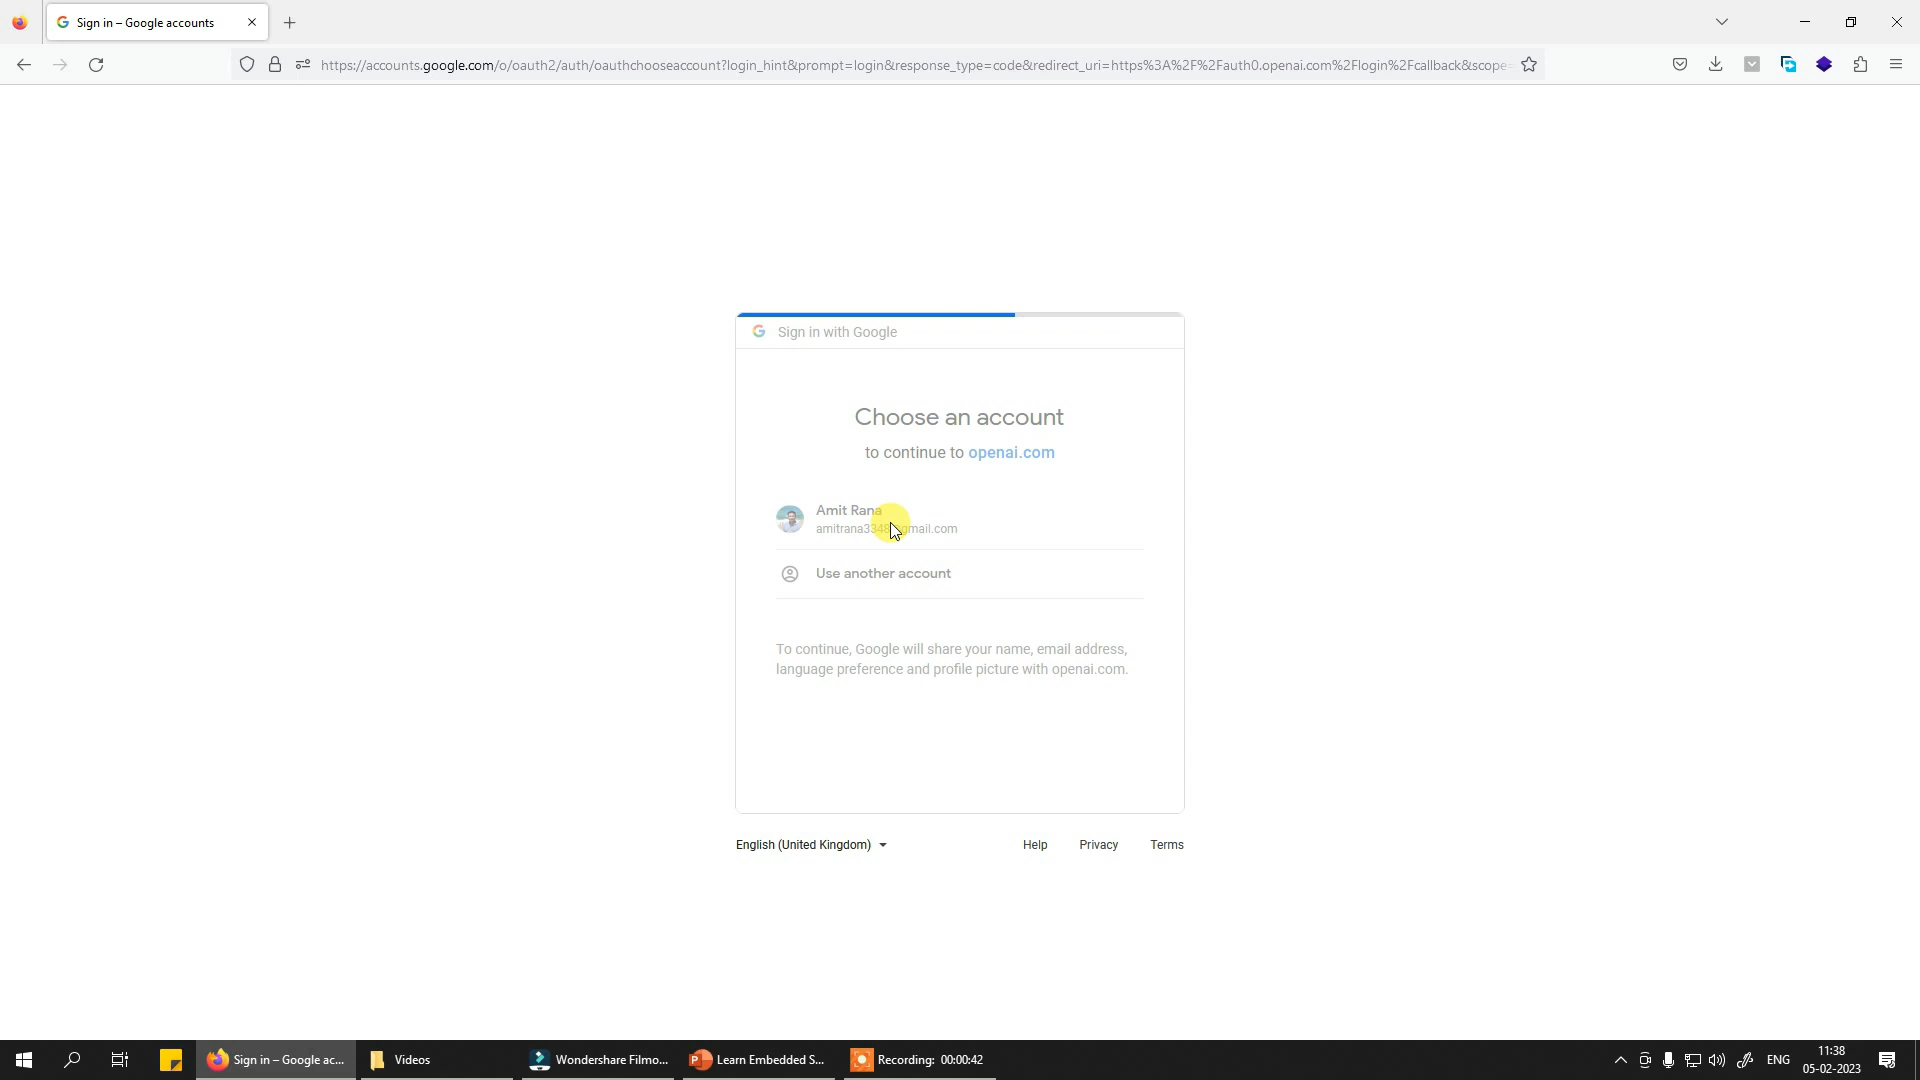 Sign in – Google accounts
https://accounts.google.com/o/oauth2/auth/oauthchooseaccount?login_hint&prompt=login&response_type=code&redirect_uri=https%3A%2F%2Fauth0.openai.com%2Flogin%2Fcallback&scope=
Sign in with Google
Choose an account
to continue to openai.com
Amit Rana
amitrana3348@gmail.com
Use another account
To continue, Google will share your name, email address,
language preference and profile picture with openai.com.
English (United Kingdom) Help Privacy Terms
Sign in – Google ac... Videos Wondershare Filmo... Learn Embedded S... Recording: 00:00:42 ENG
11:38
05-02-2023